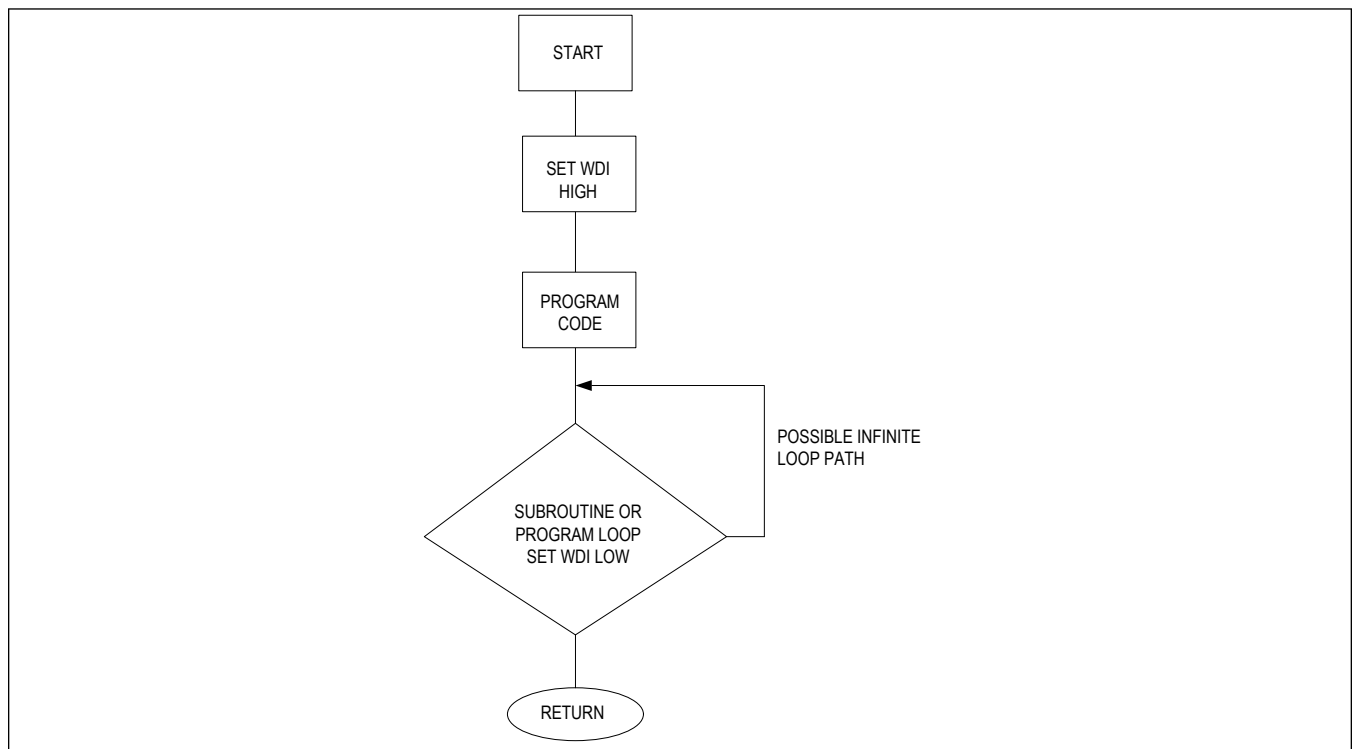 START
SET WDI
HIGH
PROGRAM
CODE
POSSIBLE INFINITE
LOOP PATH
SUBROUTINE OR
PROGRAM LOOP
SET WDI LOW
RETURN